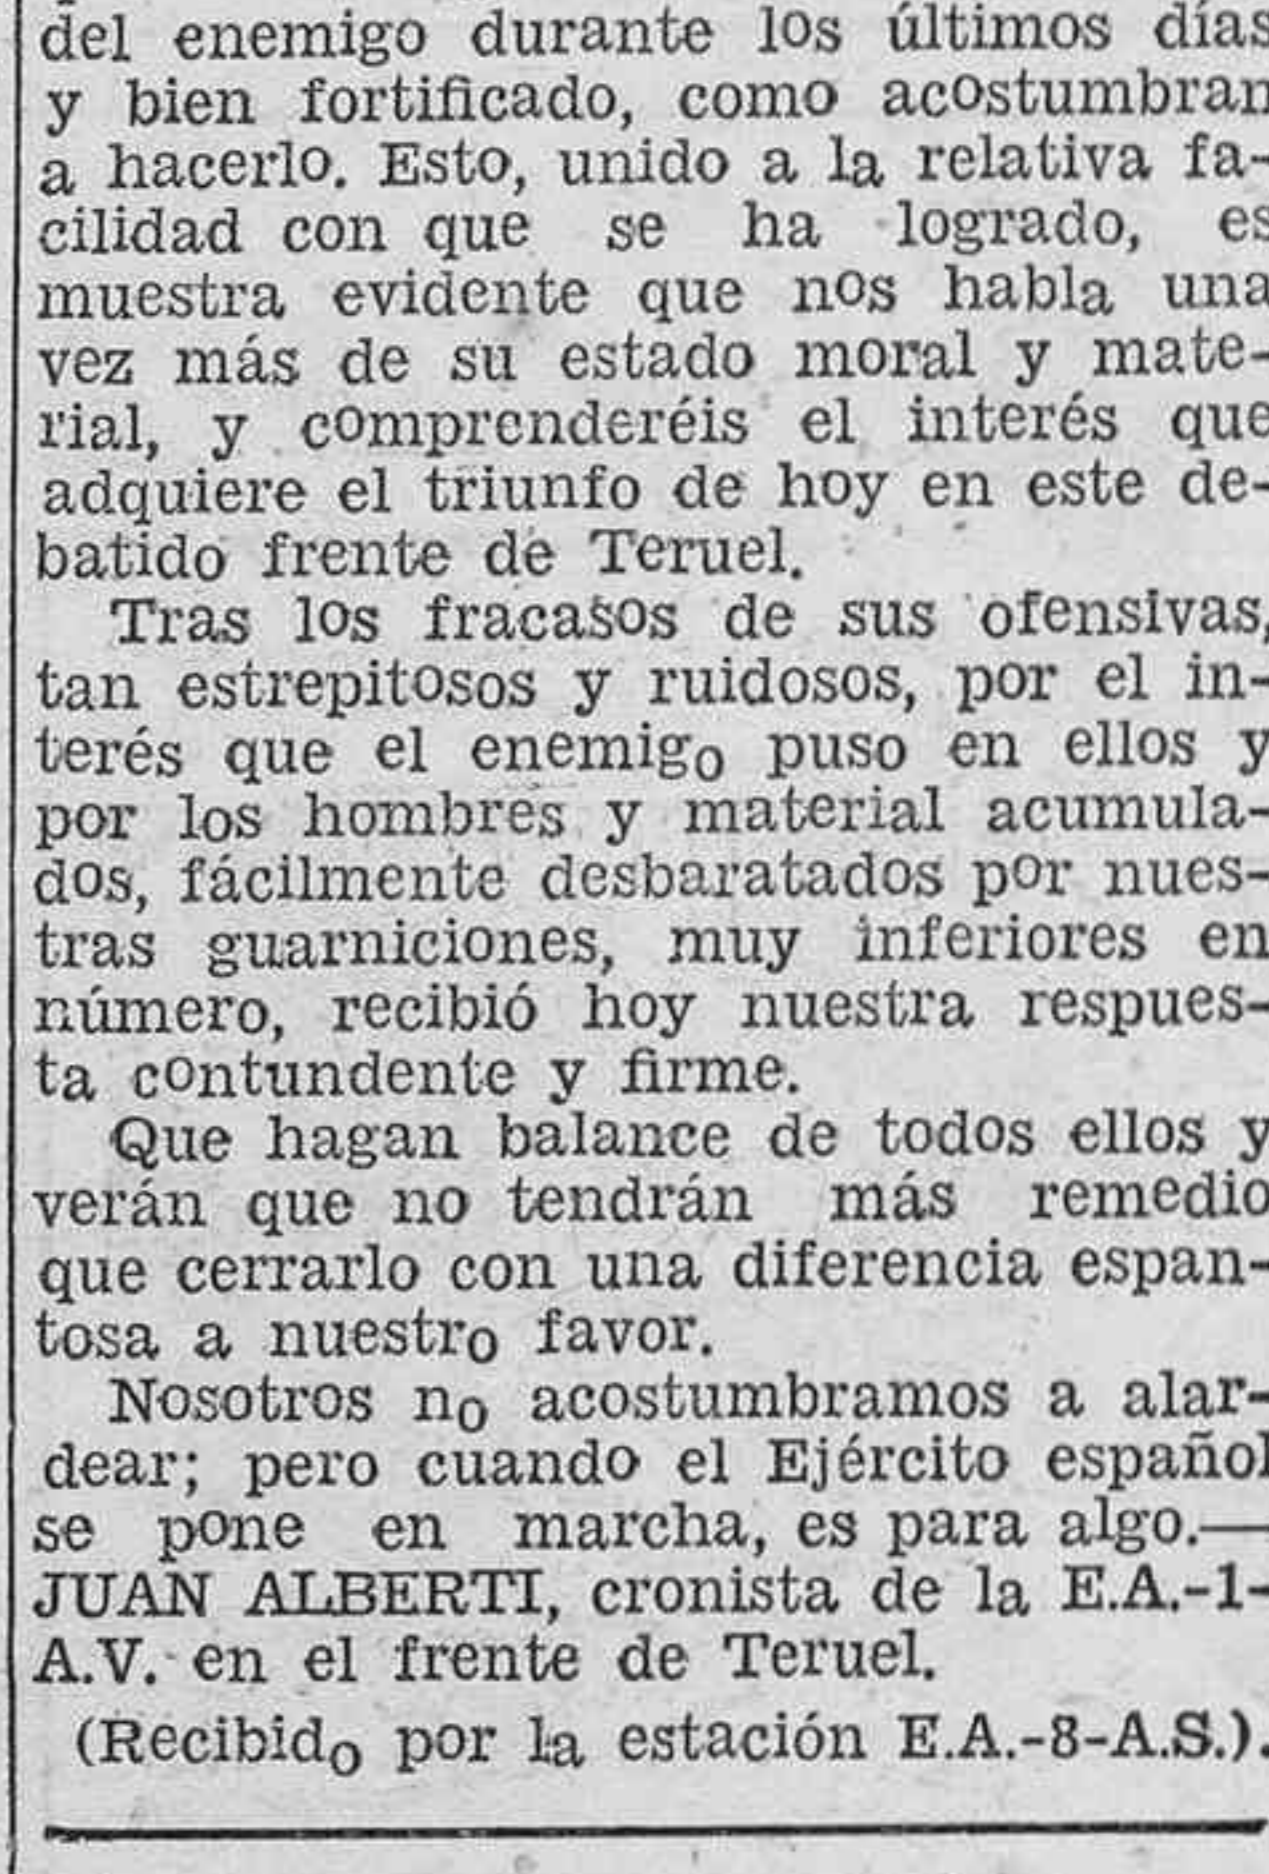 del enemigo durante los últimos días
y bien fortificado, como acostumbran
a hacerlo. Esto, unido a la relativa fa-
cilidad con que se ha logrado, es
muestra evidente que nos habla una
vez más de su estado moral y mate-
rial, y comprenderéis el interés que
adquiere el triunfo de hoy en este de-
batido frente de Teruel.
Tras los fracasos de sus ofensivas,
tan estrepitosos y ruidosos, por el in-
terés que el enemigo puso en ellos y
por los hombres y material acumula-
dos, fácilmente desbaratados por nues-
tras guarniciones, muy inferiores en
número, recibió hoy nuestra respues-
ta contundente y firme.
Que hagan balance de todos ellos y
verán que no tendrán más remedio
que cerrarlo con una diferencia espan-
tosa a nuestro favor.
Nosotros no acostumbramos a alar-
dear; pero cuando el Ejército español
se pone en marcha, es para algo.—
JUAN ALBERTI, cronista de la E.A.-1-
A.V. en el frente de Teruel.
(Recibido por la estación E.A.-8-A.S.).